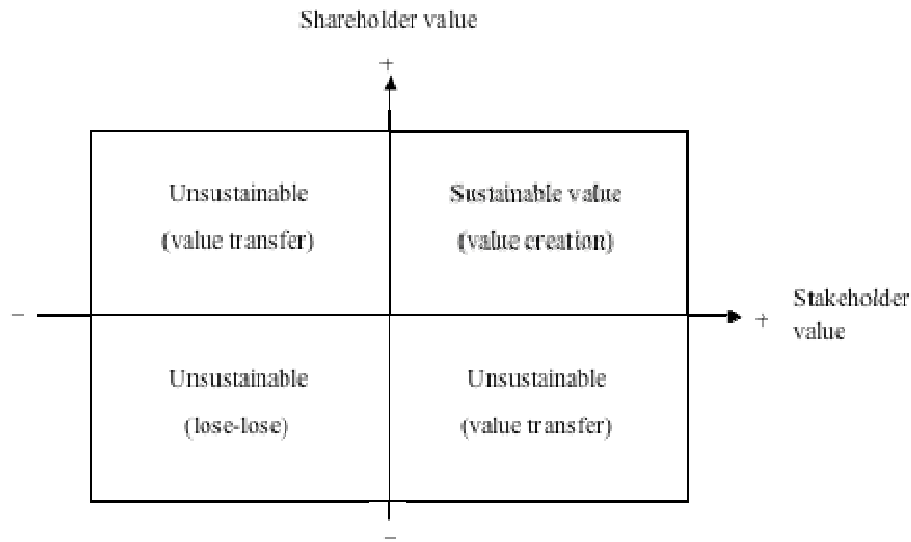 Shareholder value
+
Unsustainable
(value transfer)
Sustainable value
(value creation)
−
+
Stakeholder
value
Unsustainable
(lose-lose)
Unsustainable
(value transfer)
−